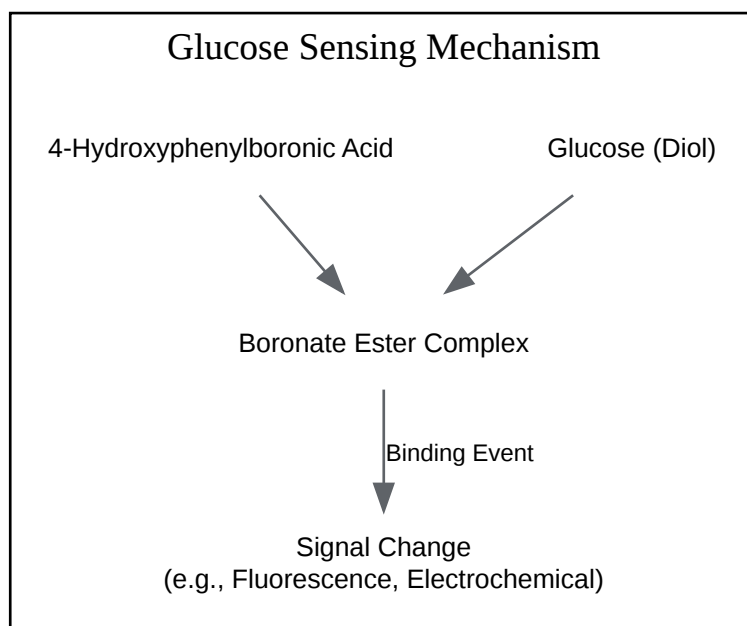 Glucose Sensing Mechanism
4-Hydroxyphenylboronic Acid
Glucose (Diol)
Boronate Ester Complex
Binding Event
Signal Change
(e.g., Fluorescence, Electrochemical)